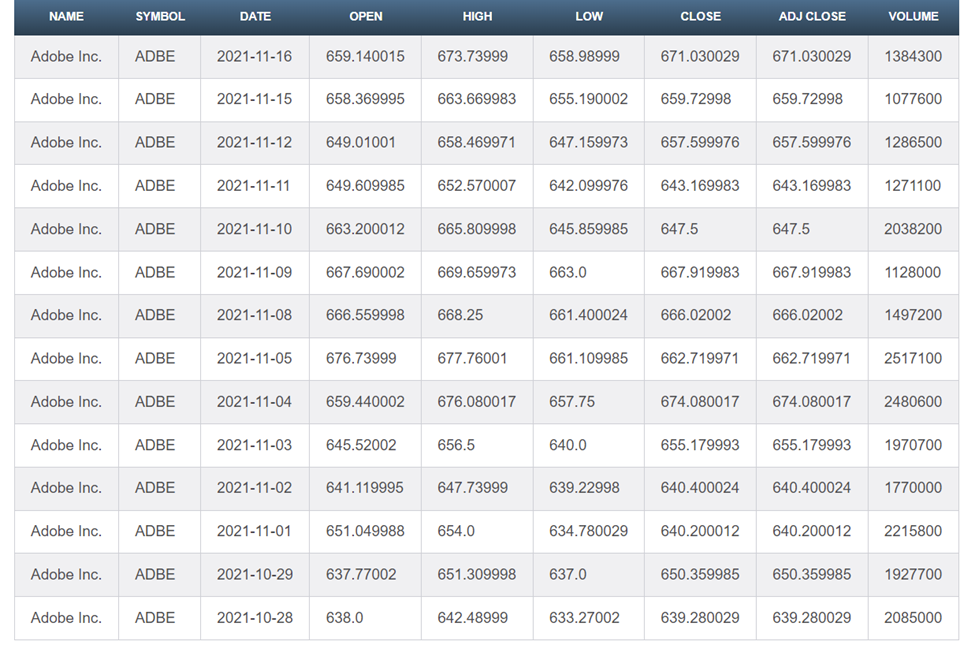 NAME SYMBOL DATE OPEN HIGH LOW CLOSE ADJ CLOSE VOLUME
Adobe Inc. ADBE 2021-11-16 659.140015 673.73999 658.98999 671.030029 671.030029 1384300
Adobe Inc. ADBE 2021-11-15 658.369995 663.669983 655.190002 659.72998 659.72998 1077600
Adobe Inc. ADBE 2021-11-12 649.01001 658.469971 647.159973 657.599976 657.599976 1286500
Adobe Inc. ADBE 2021-11-11 649.609985 652.570007 642.099976 643.169983 643.169983 1271100
Adobe Inc. ADBE 2021-11-10 663.200012 665.809998 645.859985 647.5 647.5 2038200
Adobe Inc. ADBE 2021-11-09 667.690002 669.659973 663.0 667.919983 667.919983 1128000
Adobe Inc. ADBE 2021-11-08 666.559998 668.25 661.400024 666.02002 666.02002 1497200
Adobe Inc. ADBE 2021-11-05 676.73999 677.76001 661.109985 662.719971 662.719971 2517100
Adobe Inc. ADBE 2021-11-04 659.440002 676.080017 657.75 674.080017 674.080017 2480600
Adobe Inc. ADBE 2021-11-03 645.52002 656.5 640.0 655.179993 655.179993 1970700
Adobe Inc. ADBE 2021-11-02 641.119995 647.73999 639.22998 640.400024 640.400024 1770000
Adobe Inc. ADBE 2021-11-01 651.049988 654.0 634.780029 640.200012 640.200012 2215800
Adobe Inc. ADBE 2021-10-29 637.77002 651.309998 637.0 650.359985 650.359985 1927700
Adobe Inc. ADBE 2021-10-28 638.0 642.48999 633.27002 639.280029 639.280029 2085000